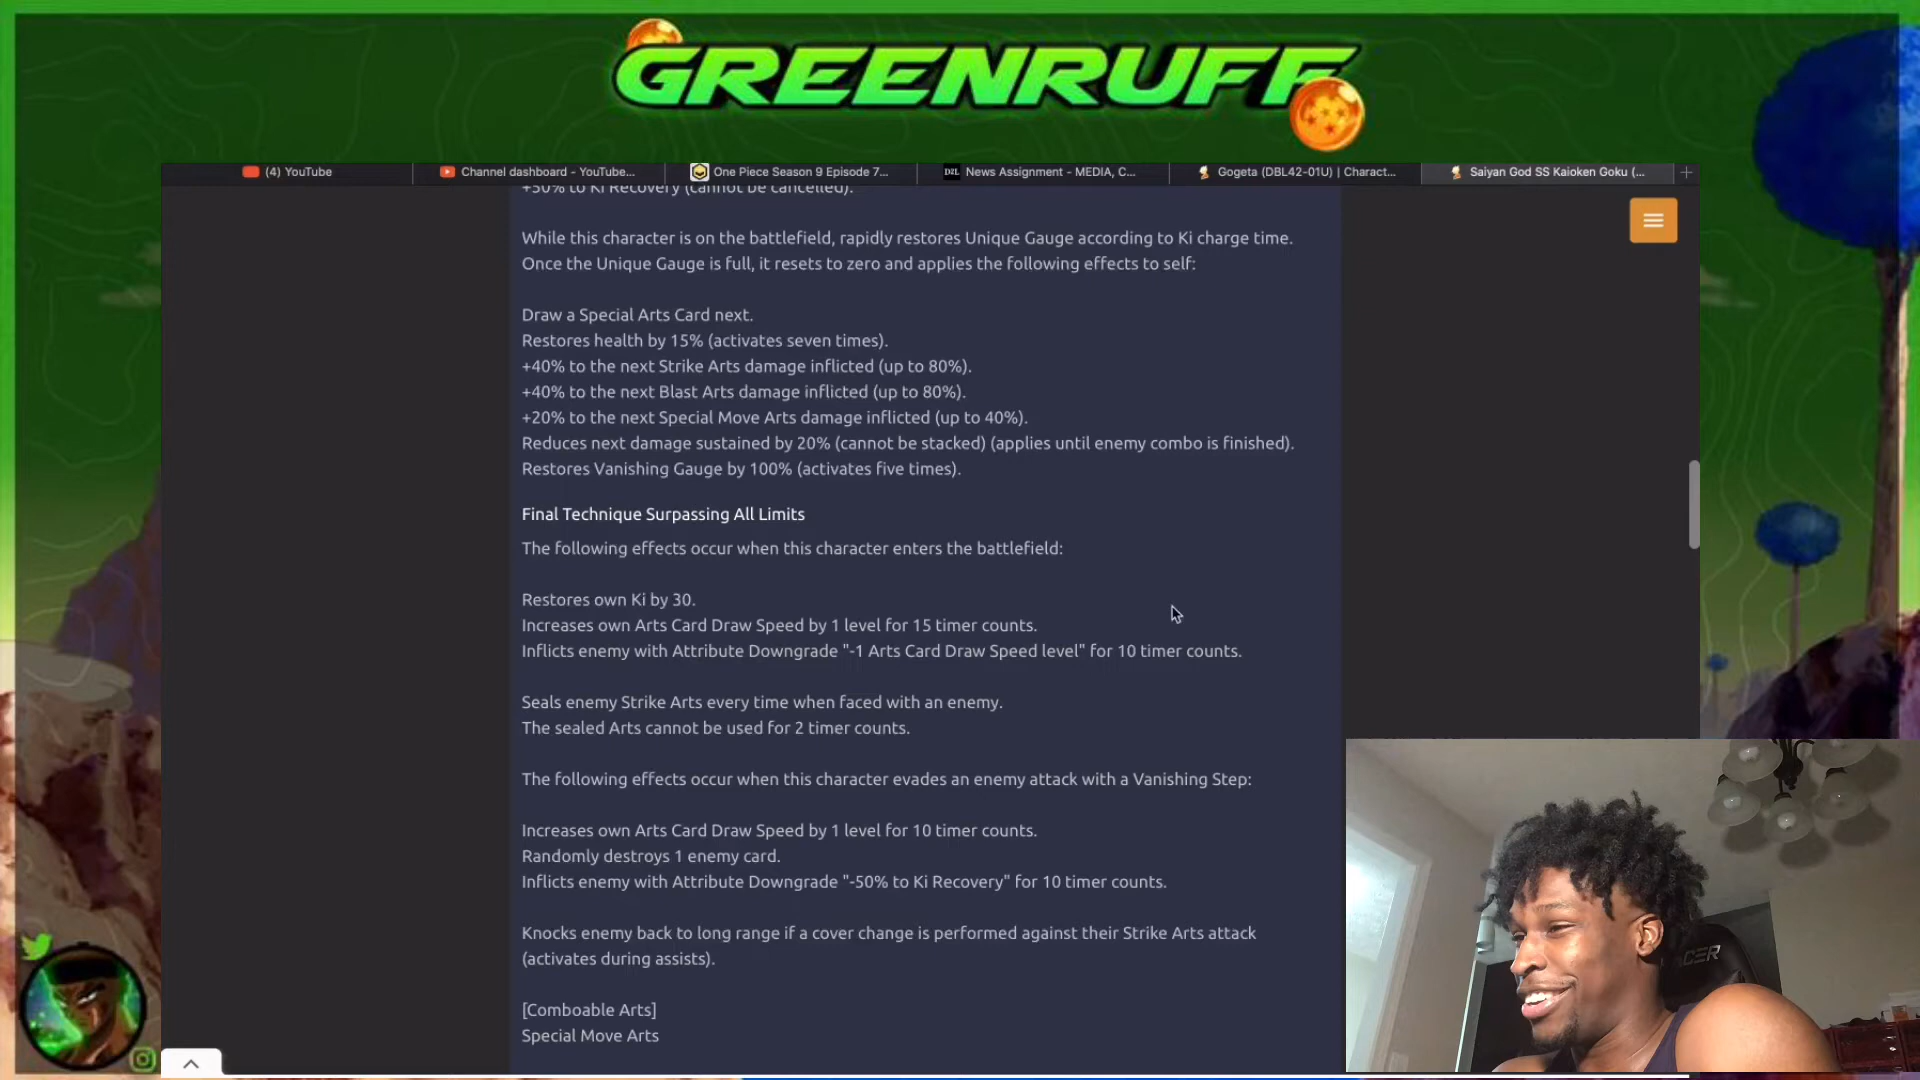 GREENRUFF
(4) YouTube
Channel dashboard - YouTube...
One Piece Season 9 Episode 7...
D2L News Assignment - MEDIA, C...
Gogeta (DBL42-01U) | Charact...
Saiyan God SS Kaioken Goku (...
+50% to Ki Recovery (cannot be cancelled).
While this character is on the battlefield, rapidly restores Unique Gauge according to Ki charge time.
Once the Unique Gauge is full, it resets to zero and applies the following effects to self:
Draw a Special Arts Card next.
Restores health by 15% (activates seven times).
+40% to the next Strike Arts damage inflicted (up to 80%).
+40% to the next Blast Arts damage inflicted (up to 80%).
+20% to the next Special Move Arts damage inflicted (up to 40%).
Reduces next damage sustained by 20% (cannot be stacked) (applies until enemy combo is finished).
Restores Vanishing Gauge by 100% (activates five times).
Final Technique Surpassing All Limits
The following effects occur when this character enters the battlefield:
Restores own Ki by 30.
Increases own Arts Card Draw Speed by 1 level for 15 timer counts.
Inflicts enemy with Attribute Downgrade "-1 Arts Card Draw Speed level" for 10 timer counts.
Seals enemy Strike Arts every time when faced with an enemy.
The sealed Arts cannot be used for 2 timer counts.
The following effects occur when this character evades an enemy attack with a Vanishing Step:
Increases own Arts Card Draw Speed by 1 level for 10 timer counts.
Randomly destroys 1 enemy card.
Inflicts enemy with Attribute Downgrade "-50% to Ki Recovery" for 10 timer counts.
Knocks enemy back to long range if a cover change is performed against their Strike Arts attack
(activates during assists).
[Comboable Arts]
Special Move Arts